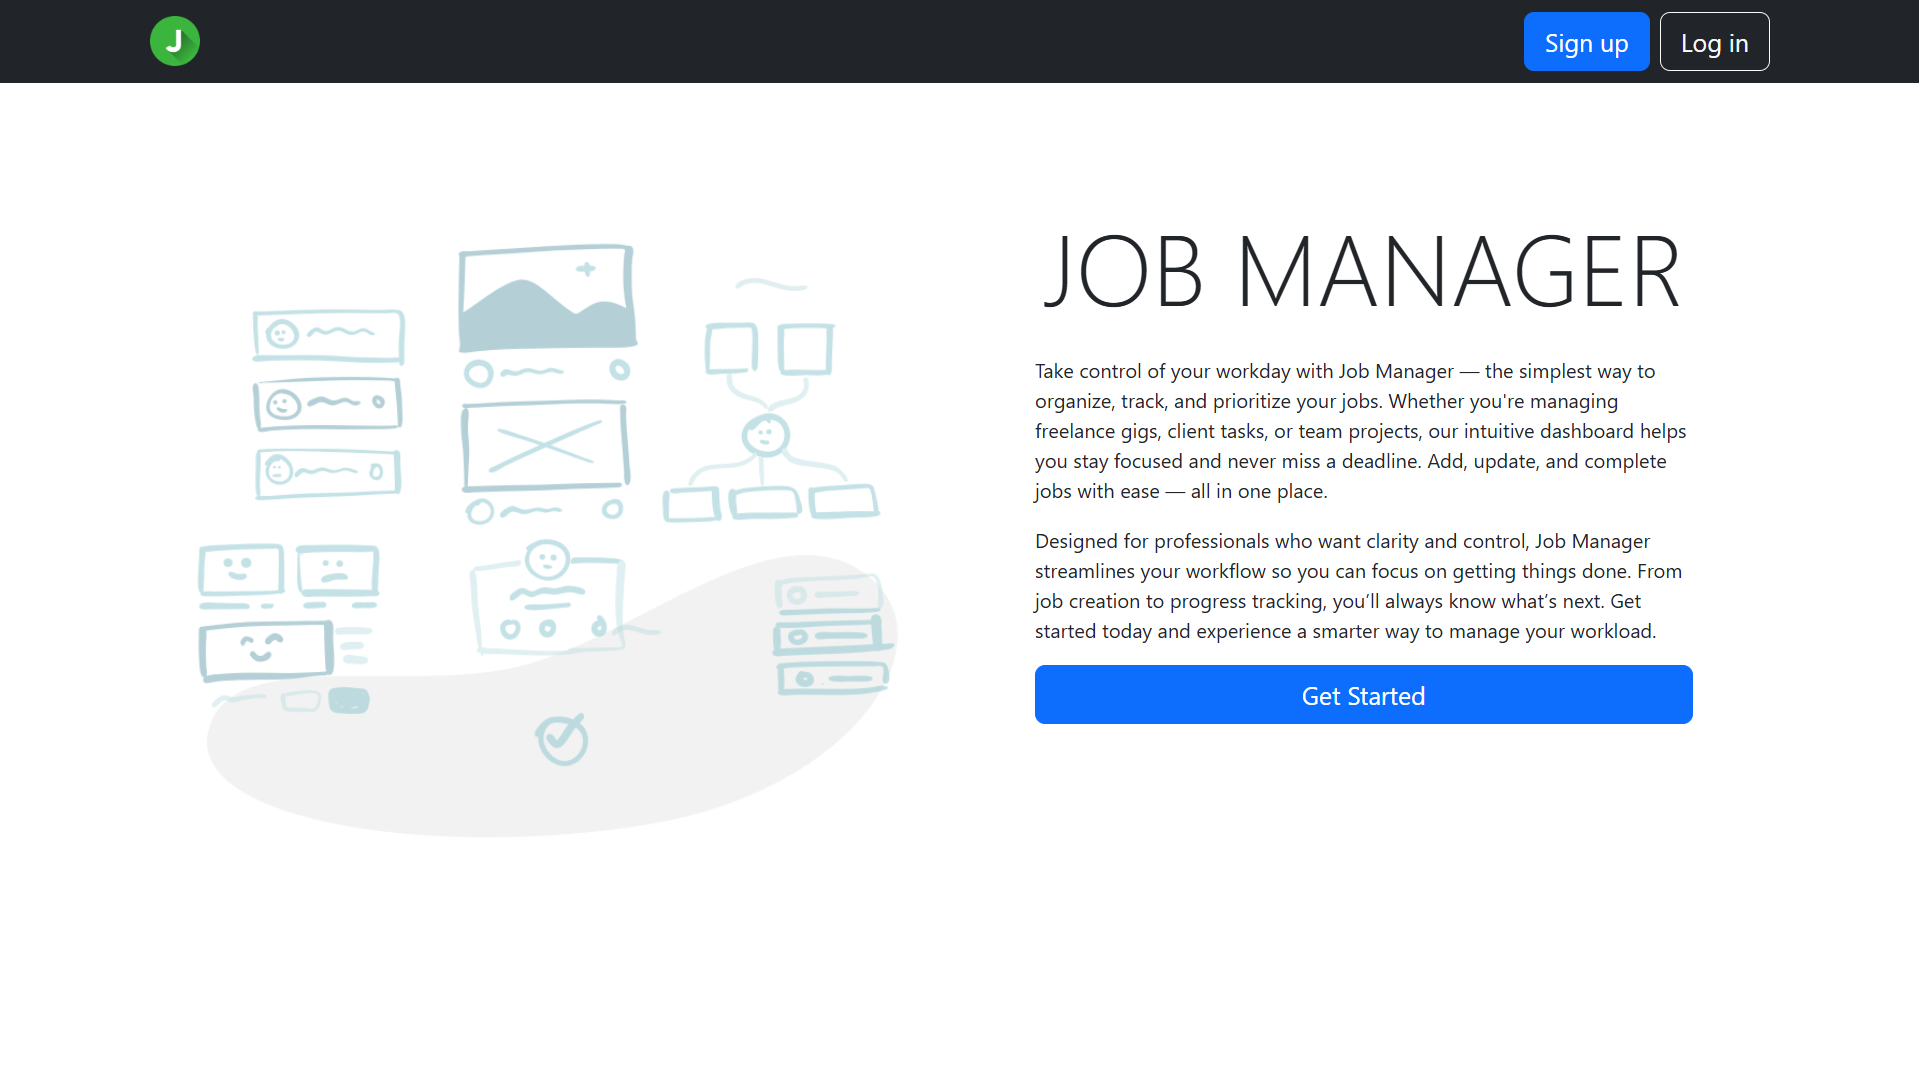 J
Sign up
Log in
JOB MANAGER
Take control of your workday with Job Manager — the simplest way to
organize, track, and prioritize your jobs. Whether you're managing
freelance gigs, client tasks, or team projects, our intuitive dashboard helps
you stay focused and never miss a deadline. Add, update, and complete
jobs with ease — all in one place.
Designed for professionals who want clarity and control, Job Manager
streamlines your workflow so you can focus on getting things done. From
job creation to progress tracking, you’ll always know what‘s next. Get
started today and experience a smarter way to manage your workload.
Get Started